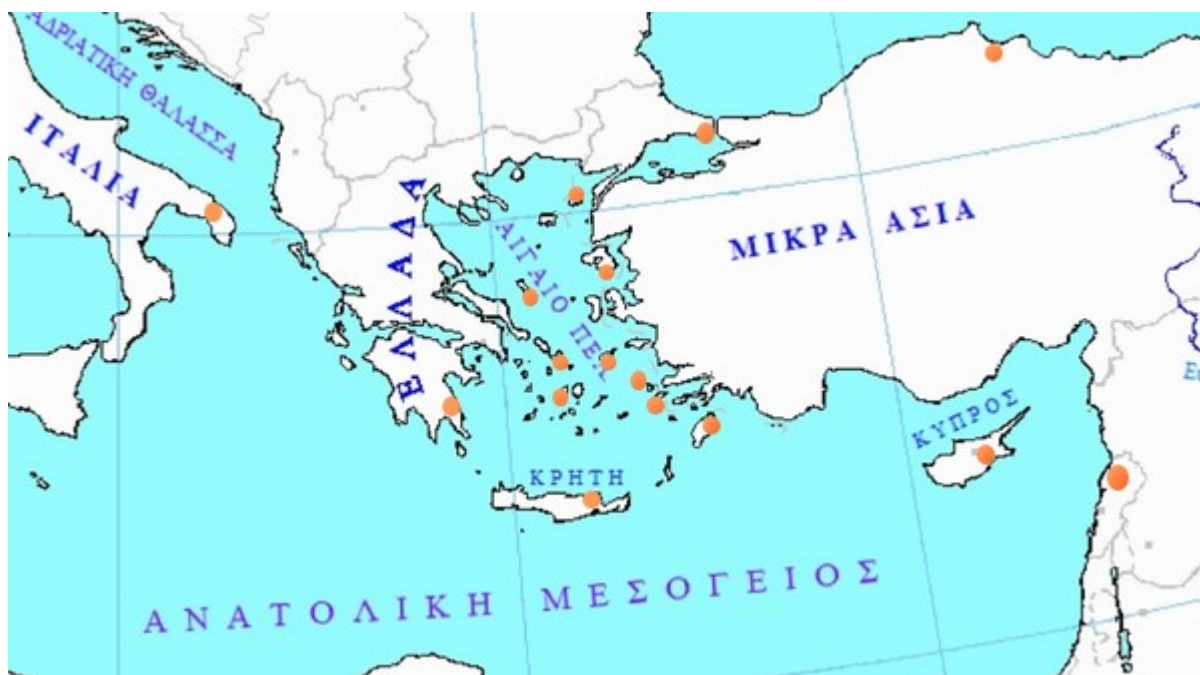 ΑΔΡΙΑΤΙΚΗ ΘΑΛΑΣΣΑ
ΙΤΑΛΙΑ
ΕΛΛΑΔΑ
ΑΙΓΑΙΟ ΠΕΛ
ΜΙΚΡΑ ΑΣΙΑ
ΚΥΠΡΟΣ
ΚΡΗΤΗ
ΑΝΑΤΟΛΙΚΗ ΜΕΣΟΓΕΙΟΣ